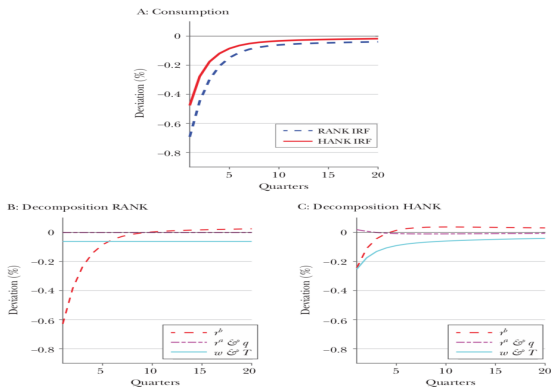 A: Consumption
0
−0.2
−0.4
−0.6
−0.8
Deviation (%)
RANK IRF
HANK IRF
5
10
15
20
Quarters
B: Decomposition RANK
0
−0.2
−0.4
−0.6
−0.8
Deviation (%)
r^b
r^a & q
w & T
5
10
15
20
Quarters
C: Decomposition HANK
0
−0.2
−0.4
−0.6
−0.8
Deviation (%)
r^b
r^a & q
w & T
5
10
15
20
Quarters